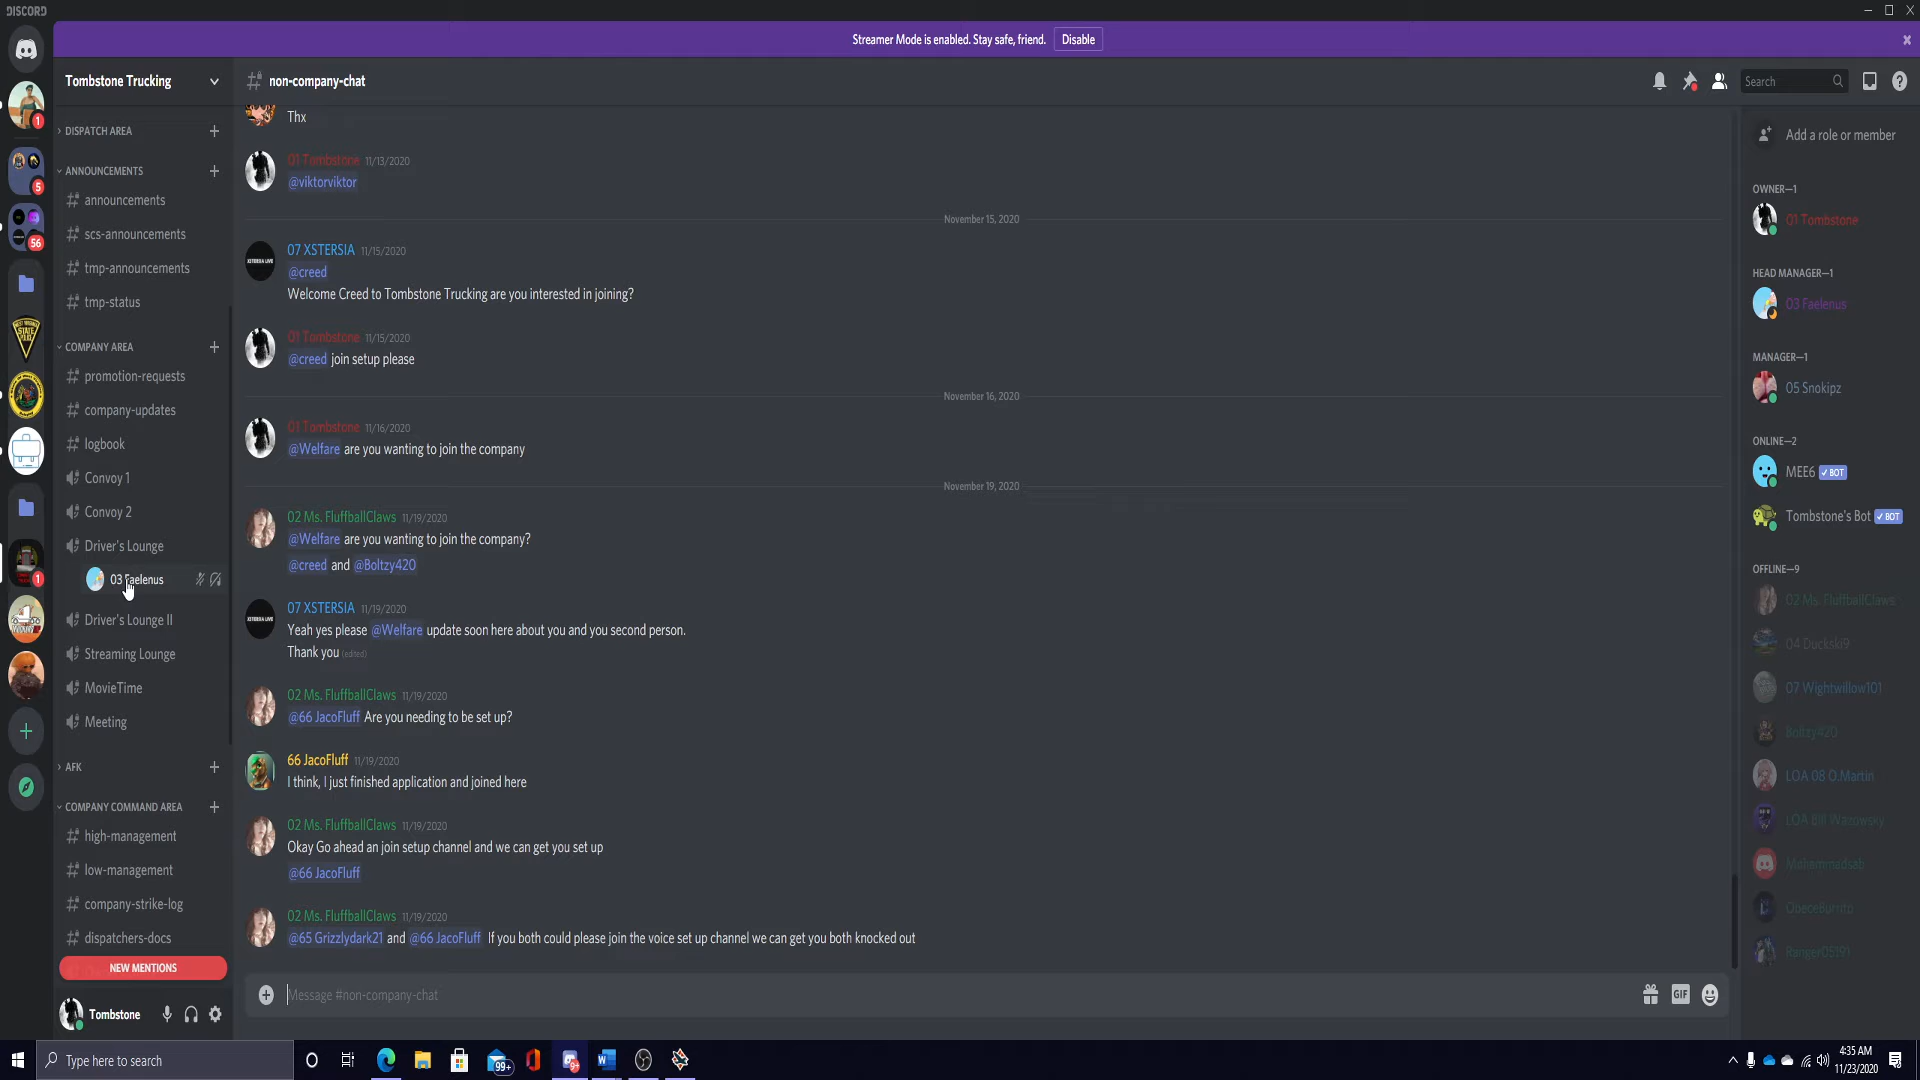 DISCORD
Streamer Mode is enabled. Stay safe, friend. Disable
Tombstone Trucking
non-company-chat
Search
DISPATCH AREA
ANNOUNCEMENTS
announcements
scs-announcements
tmp-announcements
tmp-status
COMPANY AREA
promotion-requests
company-updates
logbook
Convoy 1
Convoy 2
Driver's Lounge
03 Faelenus
Driver's Lounge II
Streaming Lounge
MovieTime
Meeting
AFK
COMPANY COMMAND AREA
high-management
low-management
company-strike-log
dispatchers-docs
NEW MENTIONS
Tombstone
1
5
56
1
Thx
01 Tombstone 11/13/2020
@viktorviktor
November 15, 2020
07 XSTERSIA 11/15/2020
@creed
Welcome Creed to Tombstone Trucking are you interested in joining?
01 Tombstone 11/15/2020
@creed join setup please
November 16, 2020
01 Tombstone 11/16/2020
@Welfare are you wanting to join the company
November 19, 2020
02 Ms. FluffballClaws 11/19/2020
@Welfare are you wanting to join the company?
@creed and @Boltzy420
07 XSTERSIA 11/19/2020
Yeah yes please @Welfare update soon here about you and you second person.
Thank you (edited)
02 Ms. FluffballClaws 11/19/2020
@66 JacoFluff Are you needing to be set up?
66 JacoFluff 11/19/2020
I think, I just finished application and joined here
02 Ms. FluffballClaws 11/19/2020
Okay Go ahead an join setup channel and we can get you set up
@66 JacoFluff
02 Ms. FluffballClaws 11/19/2020
@65 Grizzlydark21 and @66 JacoFluff If you both could please join the voice set up channel we can get you both knocked out
Message #non-company-chat
GIF
Add a role or member
OWNER—1
01 Tombstone
HEAD MANAGER—1
03 Faelenus
MANAGER—1
05 Snokipz
ONLINE—2
MEE6 ✓ BOT
Tombstone's Bot ✓ BOT
OFFLINE—9
02 Ms. FluffballClaws
04 Duckski9
07 Wightwillow101
Boltzy420
LOA 08 O.Martin
LOA Bill Wazowsky
Mohammadsab
Ranger05191
Type here to search
99+
9+
4:35 AM
11/23/2020